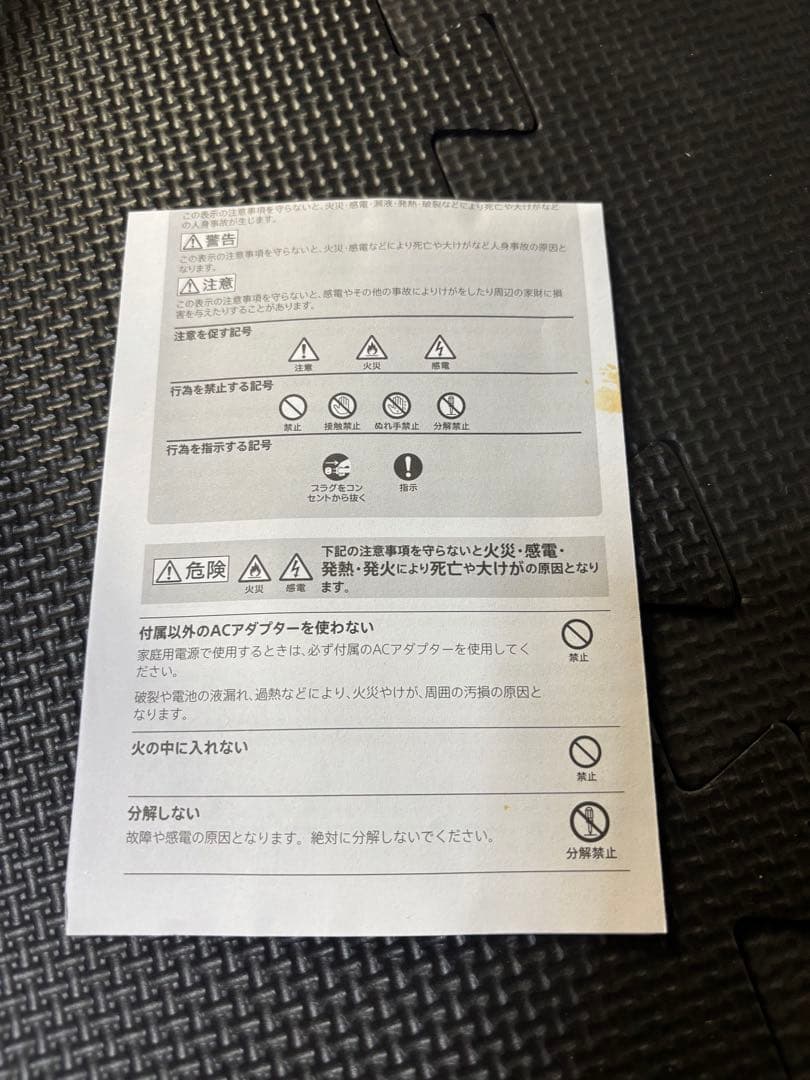 この表示の注意事項を守らないと、火災・感電・漏液・発熱・破裂などにより死亡や大けがなど
の人身事故が生じます。
警告
この表示の注意事項を守らないと、火災・感電などにより死亡や大けがなど人身事故の原因と
なります。
注意
この表示の注意事項を守らないと、感電やその他の事故によりけがをしたり周辺の家財に損
害を与えたりすることがあります。
注意を促す記号
注意 火災 感電
行為を禁止する記号
禁止 接触禁止 ぬれ手禁止 分解禁止
行為を指示する記号
プラグをコン
セントから抜く
指示
危険
火災 感電
下記の注意事項を守らないと火災・感電・
発熱・発火により死亡や大けがの原因となり
ます。
付属以外のACアダプターを使わない
家庭用電源で使用するときは、必ず付属のACアダプターを使用してく
ださい。
破裂や電池の液漏れ、過熱などにより、火災やけが、周囲の汚損の原因と
なります。
禁止
火の中に入れない
禁止
分解しない
故障や感電の原因となります。絶対に分解しないでください。
分解禁止